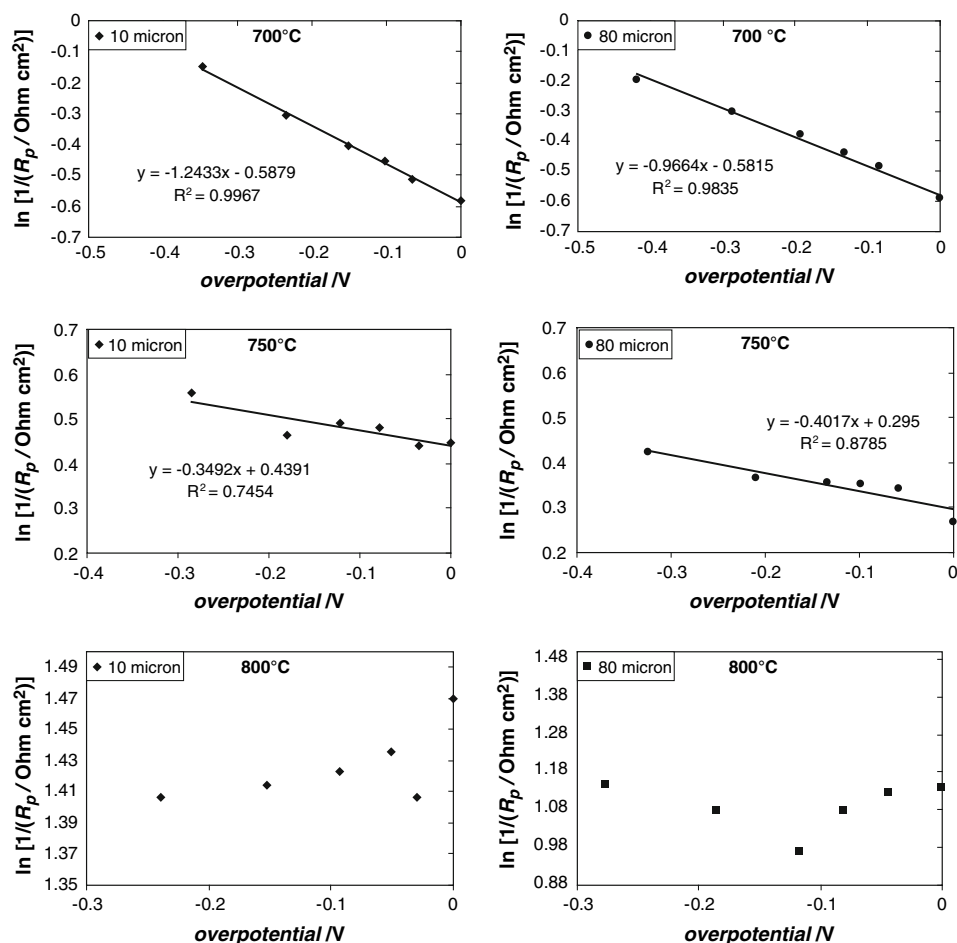 10 micron
700°C
0
-0.1
-0.2
-0.3
-0.4
-0.5
-0.6
-0.7
ln [1/(Rp / Ohm cm²)]
y = -1.2433x - 0.5879
R² = 0.9967
-0.5 -0.4 -0.3 -0.2 -0.1 0
overpotential /V
80 micron
700 °C
0
-0.1
-0.2
-0.3
-0.4
-0.5
-0.6
-0.7
ln [1/(Rp / Ohm cm²)]
y = -0.9664x - 0.5815
R² = 0.9835
-0.5 -0.4 -0.3 -0.2 -0.1 0
overpotential /V
10 micron
750°C
0.7
0.6
0.5
0.4
0.3
0.2
ln [1/(Rp / Ohm cm²)]
y = -0.3492x + 0.4391
R² = 0.7454
-0.4 -0.3 -0.2 -0.1 0
overpotential /V
80 micron
750°C
0.7
0.6
0.5
0.4
0.3
0.2
ln [1/(Rp / Ohm cm²)]
y = -0.4017x + 0.295
R² = 0.8785
-0.4 -0.3 -0.2 -0.1 0
overpotential /V
10 micron
800°C
1.49
1.47
1.45
1.43
1.41
1.39
1.37
1.35
ln [1/(Rp / Ohm cm²)]
-0.3 -0.2 -0.1 0
overpotential /V
80 micron
800°C
1.48
1.38
1.28
1.18
1.08
0.98
0.88
ln [1/(Rp / Ohm cm²)]
-0.3 -0.2 -0.1 0
overpotential /V